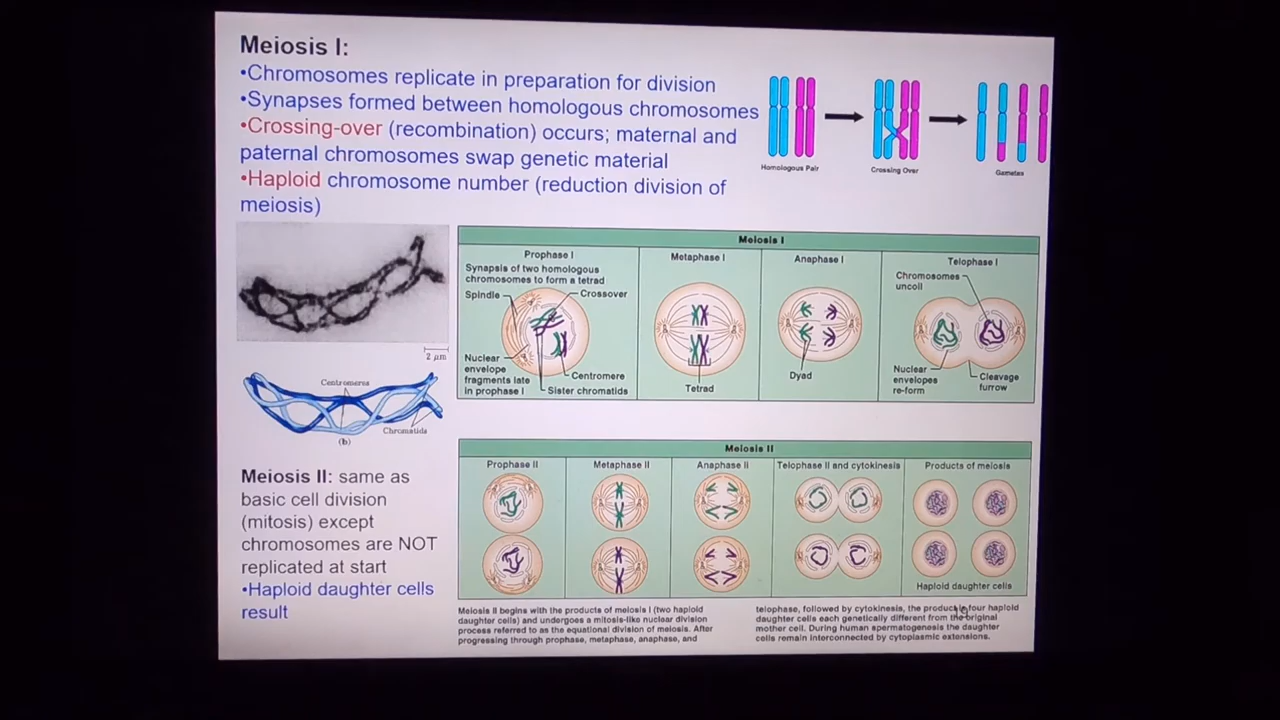 Meiosis I:
•Chromosomes replicate in preparation for division
•Synapses formed between homologous chromosomes
•Crossing-over (recombination) occurs; maternal and
paternal chromosomes swap genetic material
•Haploid chromosome number (reduction division of
meiosis)
Homologous Pair
Crossing Over
Gametes
2 µm
Centromeres
Chromatids
(b)
Meiosis I
Prophase I
Synapsis of two homologous
chromosomes to form a tetrad
Spindle
Crossover
Nuclear
envelope
fragments late
in prophase I
Centromere
Sister chromatids
Metaphase I
Tetrad
Anaphase I
Dyad
Telophase I
Chromosomes
uncoil
Nuclear
envelopes
re-form
Cleavage
furrow
Meiosis II: same as
basic cell division
(mitosis) except
chromosomes are NOT
replicated at start
•Haploid daughter cells
result
Meiosis II
Prophase II
Metaphase II
Anaphase II
Telophase II and cytokinesis
Products of meiosis
Haploid daughter cells
Meiosis II begins with the products of meiosis I (two haploid
daughter cells) and undergoes a mitosis-like nuclear division
process referred to as the equational division of meiosis. After
progressing through prophase, metaphase, anaphase, and
telophase, followed by cytokinesis, the product is four haploid
daughter cells each genetically different from the original
mother cell. During human spermatogenesis the daughter
cells remain interconnected by cytoplasmic extensions.